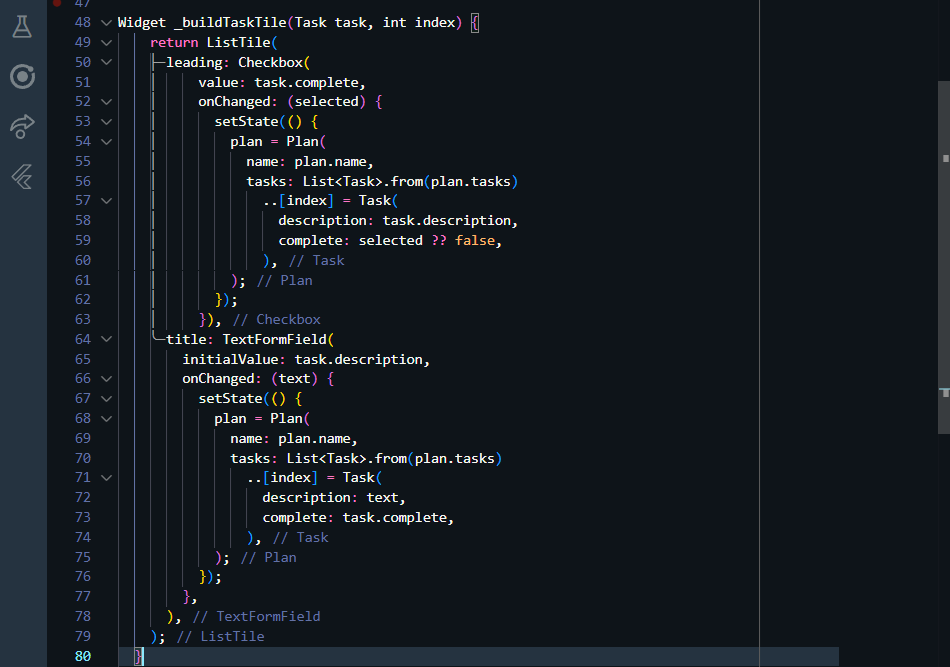 47
48 Widget _buildTaskTile(Task task, int index) {
49 return ListTile(
50 leading: Checkbox(
51 value: task.complete,
52 onChanged: (selected) {
53 setState(() {
54 plan = Plan(
55 name: plan.name,
56 tasks: List<Task>.from(plan.tasks)
57 ..[index] = Task(
58 description: task.description,
59 complete: selected ?? false,
60 ), // Task
61 ); // Plan
62 });
63 }), // Checkbox
64 title: TextFormField(
65 initialValue: task.description,
66 onChanged: (text) {
67 setState(() {
68 plan = Plan(
69 name: plan.name,
70 tasks: List<Task>.from(plan.tasks)
71 ..[index] = Task(
72 description: text,
73 complete: task.complete,
74 ), // Task
75 ); // Plan
76 });
77 },
78 ), // TextFormField
79 ); // ListTile
80 }